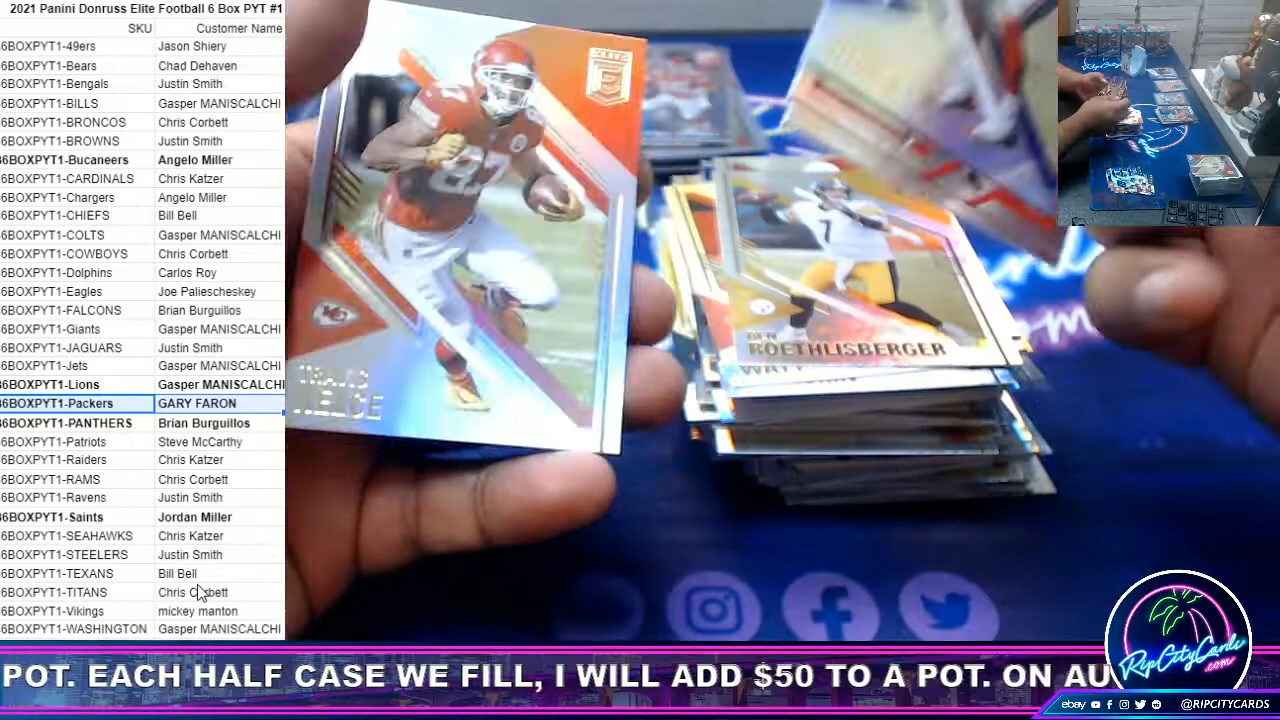 2021 Panini Donruss Elite Football 6 Box PYT #1
SKU Customer Name
6BOXPYT1-49ers Jason Shiery
6BOXPYT1-Bears Chad Dehaven
6BOXPYT1-Bengals Justin Smith
6BOXPYT1-BILLS Gasper MANISCALCHI
6BOXPYT1-BRONCOS Chris Corbett
6BOXPYT1-BROWNS Justin Smith
6BOXPYT1-Bucaneers Angelo Miller
6BOXPYT1-CARDINALS Chris Katzer
6BOXPYT1-Chargers Angelo Miller
6BOXPYT1-CHIEFS Bill Bell
6BOXPYT1-COLTS Gasper MANISCALCHI
6BOXPYT1-COWBOYS Chris Corbett
6BOXPYT1-Dolphins Carlos Roy
6BOXPYT1-Eagles Joe Paliescheskey
6BOXPYT1-FALCONS Brian Burguillos
6BOXPYT1-Giants Gasper MANISCALCHI
6BOXPYT1-JAGUARS Justin Smith
6BOXPYT1-Jets Gasper MANISCALCHI
6BOXPYT1-Lions Gasper MANISCALCHI
6BOXPYT1-Packers GARY FARON
6BOXPYT1-PANTHERS Brian Burguillos
6BOXPYT1-Patriots Steve McCarthy
6BOXPYT1-Raiders Chris Katzer
6BOXPYT1-RAMS Chris Corbett
6BOXPYT1-Ravens Justin Smith
6BOXPYT1-Saints Jordan Miller
6BOXPYT1-SEAHAWKS Chris Katzer
6BOXPYT1-STEELERS Justin Smith
6BOXPYT1-TEXANS Bill Bell
6BOXPYT1-TITANS Chris Corbett
6BOXPYT1-Vikings mickey manton
6BOXPYT1-WASHINGTON Gasper MANISCALCHI
ELITE
E
87
TRAVIS
KELCE
7
BEN
ROETHLISBERGER
WATT
POT. EACH HALF CASE WE FILL, I WILL ADD $50 TO A POT. ON AU
RipCityCards
.com
ebay @RIPCITYCARDS